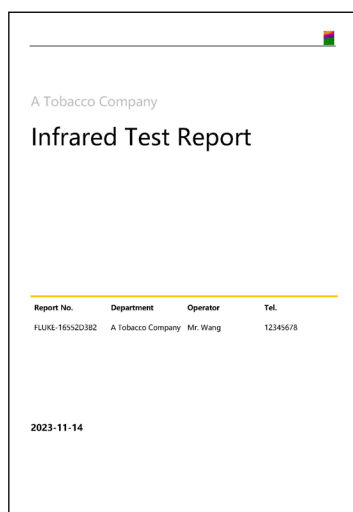 A Tobacco Company
Infrared Test Report
Report No. Department Operator Tel.
FLUKE-16552D3B2 A Tobacco Company Mr. Wang 12345678
2023-11-14